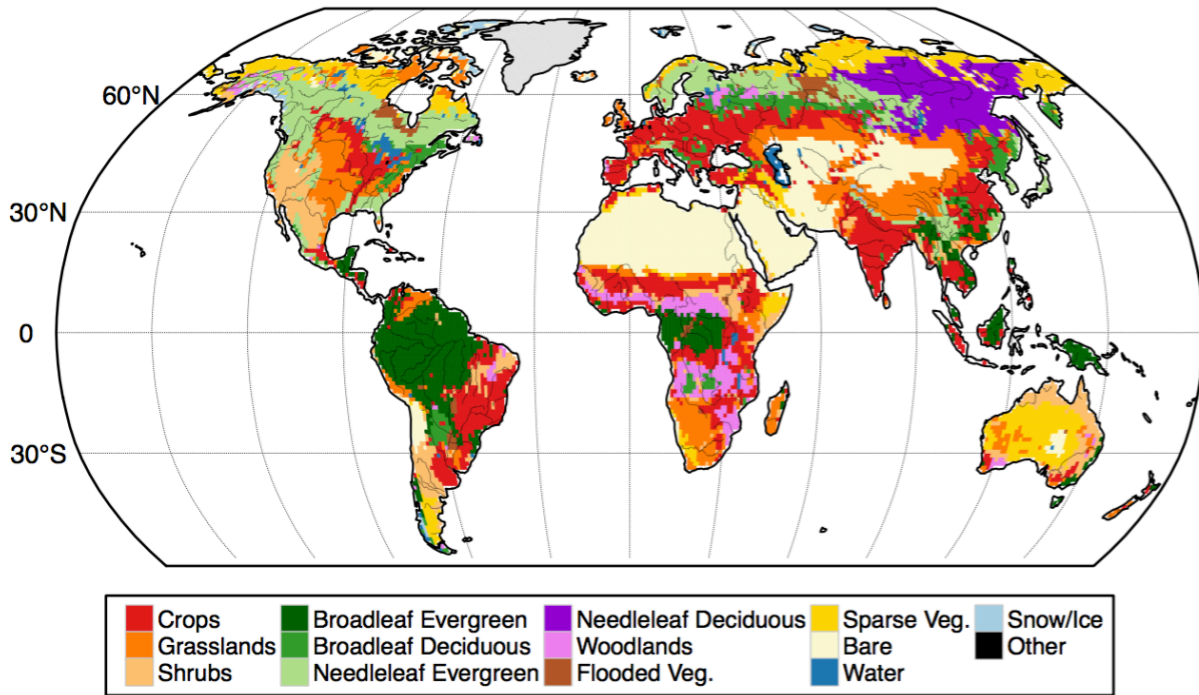 60°N
30°N
0
30°S
Crops Broadleaf Evergreen Needleleaf Deciduous Sparse Veg. Snow/Ice
Grasslands Broadleaf Deciduous Woodlands Bare Other
Shrubs Needleleaf Evergreen Flooded Veg. Water